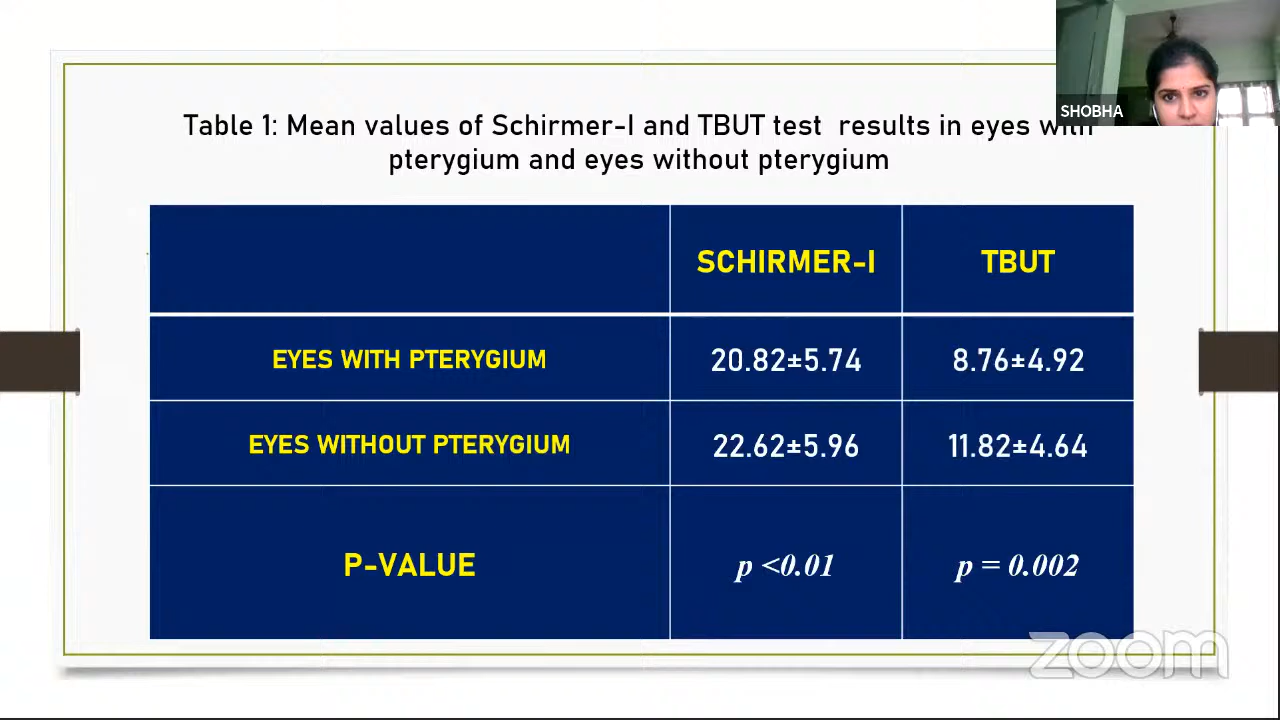 SHOBHA
Table 1: Mean values of Schirmer-I and TBUT test results in eyes with
pterygium and eyes without pterygium
SCHIRMER-I TBUT
EYES WITH PTERYGIUM 20.82±5.74 8.76±4.92
EYES WITHOUT PTERYGIUM 22.62±5.96 11.82±4.64
P-VALUE p <0.01 p = 0.002
zoom